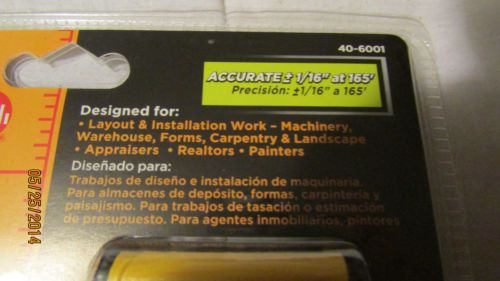 40-6001
ACCURATE ± 1/16" at 165'
Precisión: ±1/16" a 165'
Designed for:
• Layout & Installation Work – Machinery,
Warehouse, Forms, Carpentry & Landscape
• Appraisers • Realtors • Painters
Diseñado para:
Trabajos de diseño e instalación de maquinaria.
Para almacenes de depósito, formas, carpintería y
paisajismo. Para trabajos de tasación o estimación
de presupuesto. Para agentes inmobiliarios, pintores
05/25/2014